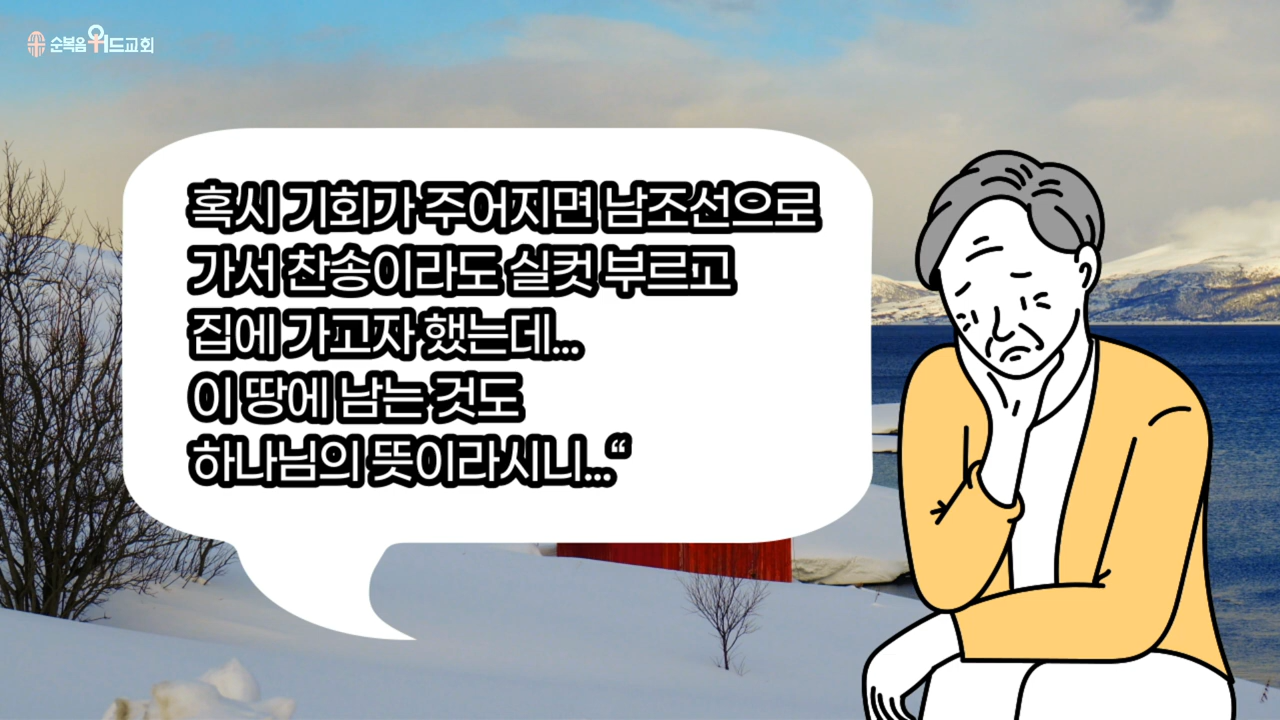 순복음위드교회
혹시 기회가 주어지면 남조선으로
가서 찬송이라도 실컷 부르고
집에 가고자 했는데...
이 땅에 남는 것도
하나님의 뜻이라시니...“